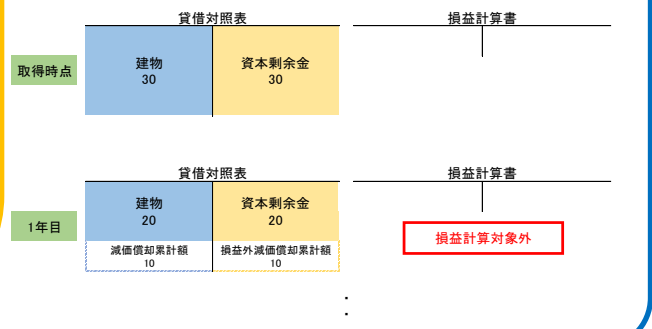 貸借対照表
損益計算書
取得時点
建物
30
資本剰余金
30
貸借対照表
損益計算書
1年目
建物
20
資本剰余金
20
減価償却累計額
10
損益外減価償却累計額
10
損益計算対象外
: